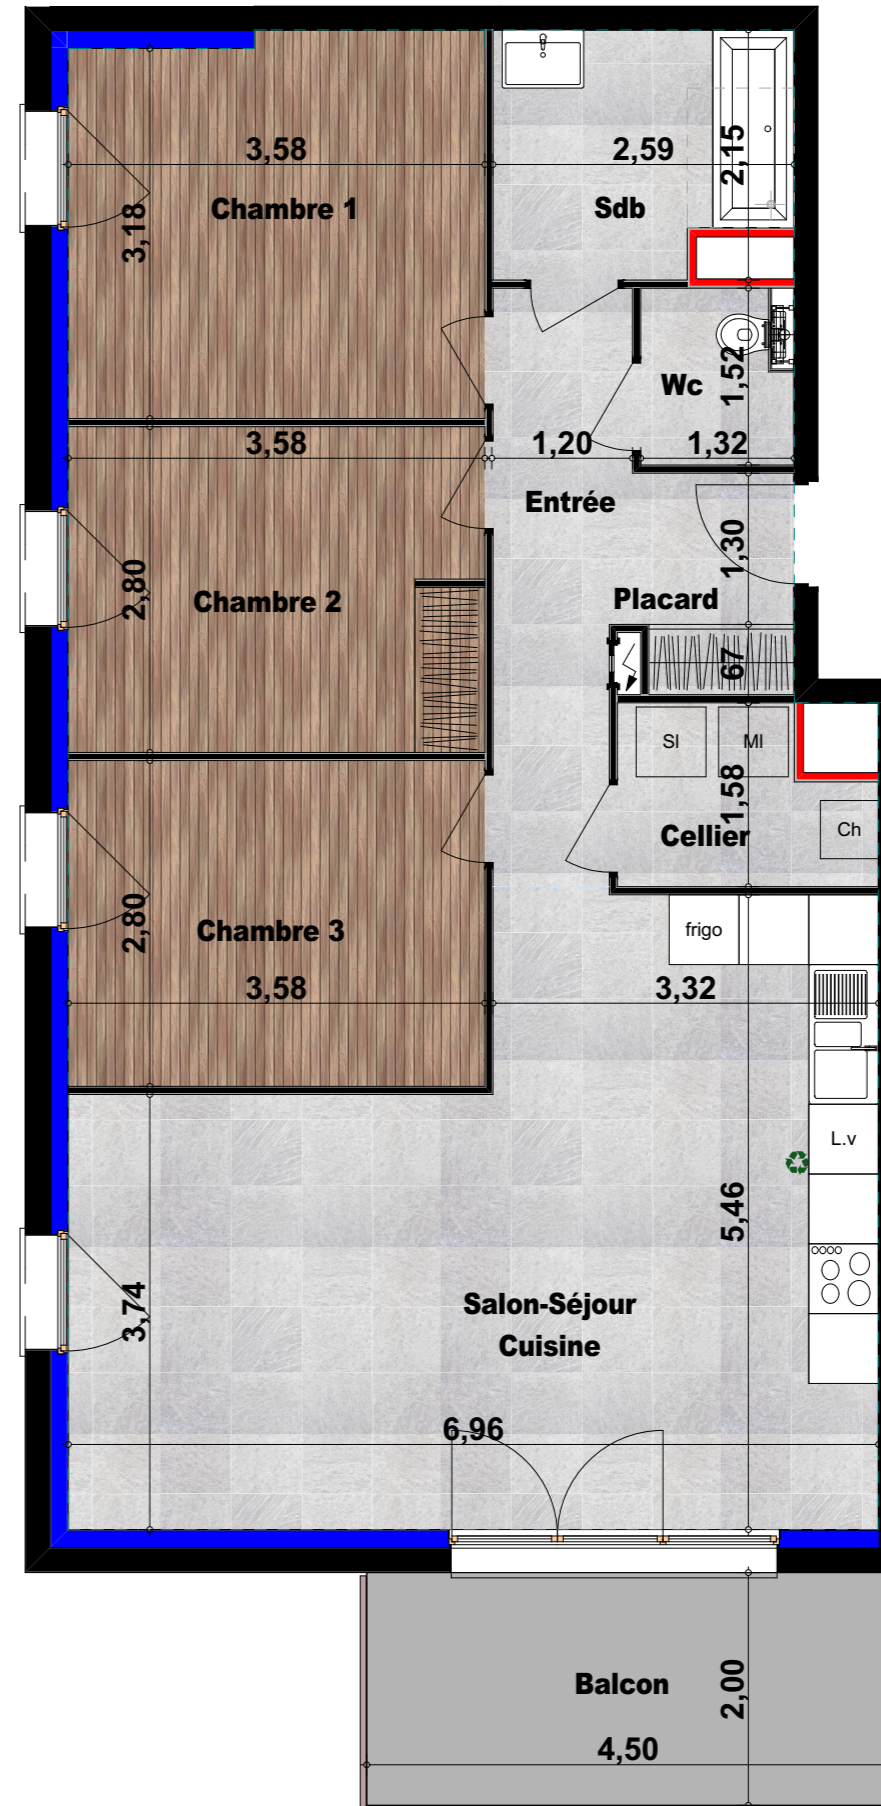 3,58
2,59
2,15
Chambre 1
Sdb
3,18
1,52
Wc
3,58
1,20
1,32
Entrée
1,30
2,80
Chambre 2
Placard
67
SI
MI
1,58
Ch
Cellier
2,80
Chambre 3
frigo
3,58
3,32
L.v
5,46
3,74
Salon-Séjour
Cuisine
6,96
Balcon
2,00
4,50